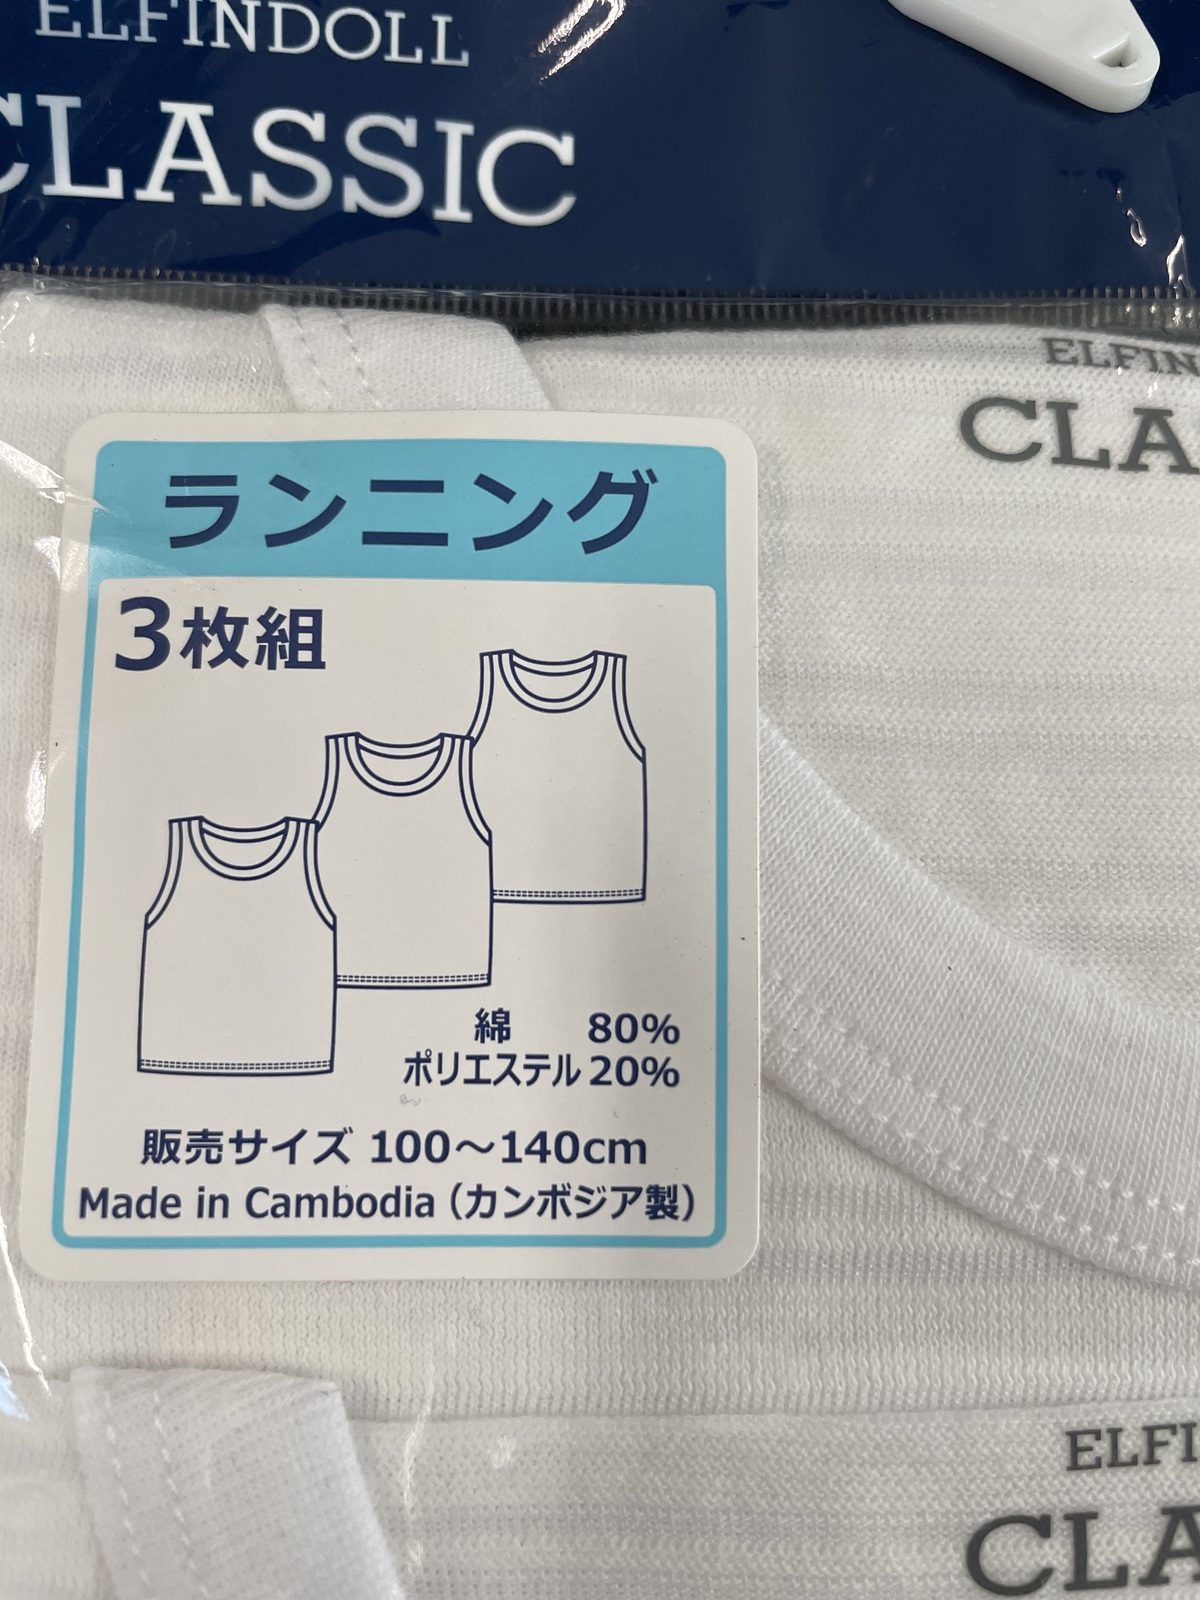 ELFINDOLL
CLASSIC
ELFIN
CLA
ランニング
3枚組
綿 80%
ポリエステル 20%
販売サイズ 100～140cm
Made in Cambodia (カンボジア製)
ELFI
CLA